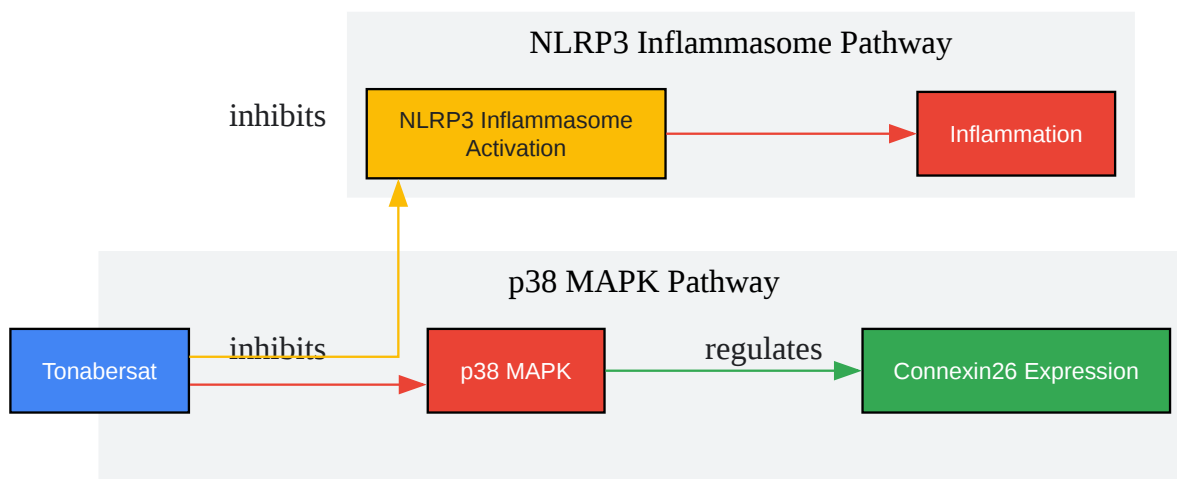 NLRP3 Inflammasome Pathway
inhibits
NLRP3 Inflammasome
Activation
Inflammation
p38 MAPK Pathway
Tonabersat
inhibits
p38 MAPK
regulates
Connexin26 Expression